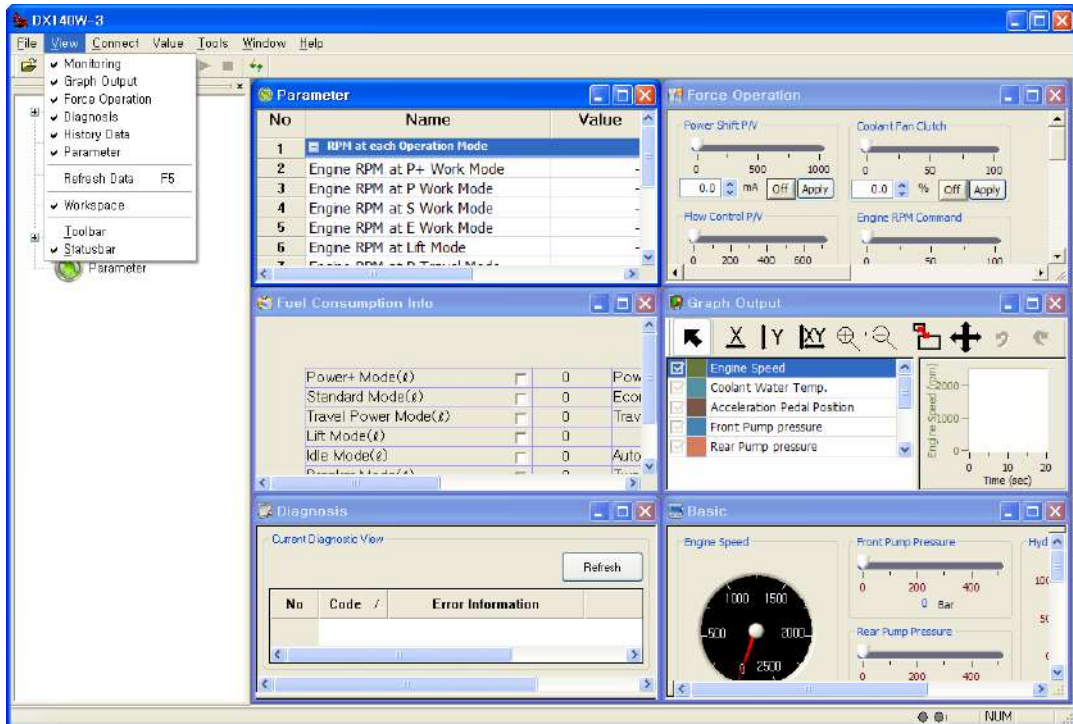 DX140W-3
File View Connect Value Tools Window Help
Monitoring
Graph Output
Force Operation
Diagnosis
History Data
Parameter
Refresh Data F5
Workspace
Toolbar
Statusbar
Parameter
Parameter
No Name Value
1 RPM at each Operation Mode
2 Engine RPM at P+ Work Mode -
3 Engine RPM at P Work Mode -
4 Engine RPM at S Work Mode -
5 Engine RPM at E Work Mode -
6 Engine RPM at Lift Mode -
Force Operation
Power Shift P/V
0 500 1000
0.0 mA Off Apply
Coolant Fan Clutch
0 50 100
0.0 % Off Apply
Flow Control P/V
0 200 400 600
Engine RPM Command
0 50 100
Fuel Consumption Info
Power+ Mode(ℓ) 0 Pow
Standard Mode(ℓ) 0 Econ
Travel Power Mode(ℓ) 0 Trav
Lift Mode(ℓ) 0
Idle Mode(ℓ) 0 Auto
Graph Output
X Y XY
Engine Speed
Coolant Water Temp.
Acceleration Pedal Position
Front Pump pressure
Rear Pump pressure
Engine Speed (rpm)
2000
1000
0
0 10 20
Time (sec)
Diagnosis
Current Diagnostic View
Refresh
No Code / Error Information
Basic
Engine Speed
0 500 1000 1500 2000 2500
Front Pump Pressure
0 200 400
0 Bar
Rear Pump Pressure
0 200 400
Hyd
NUM